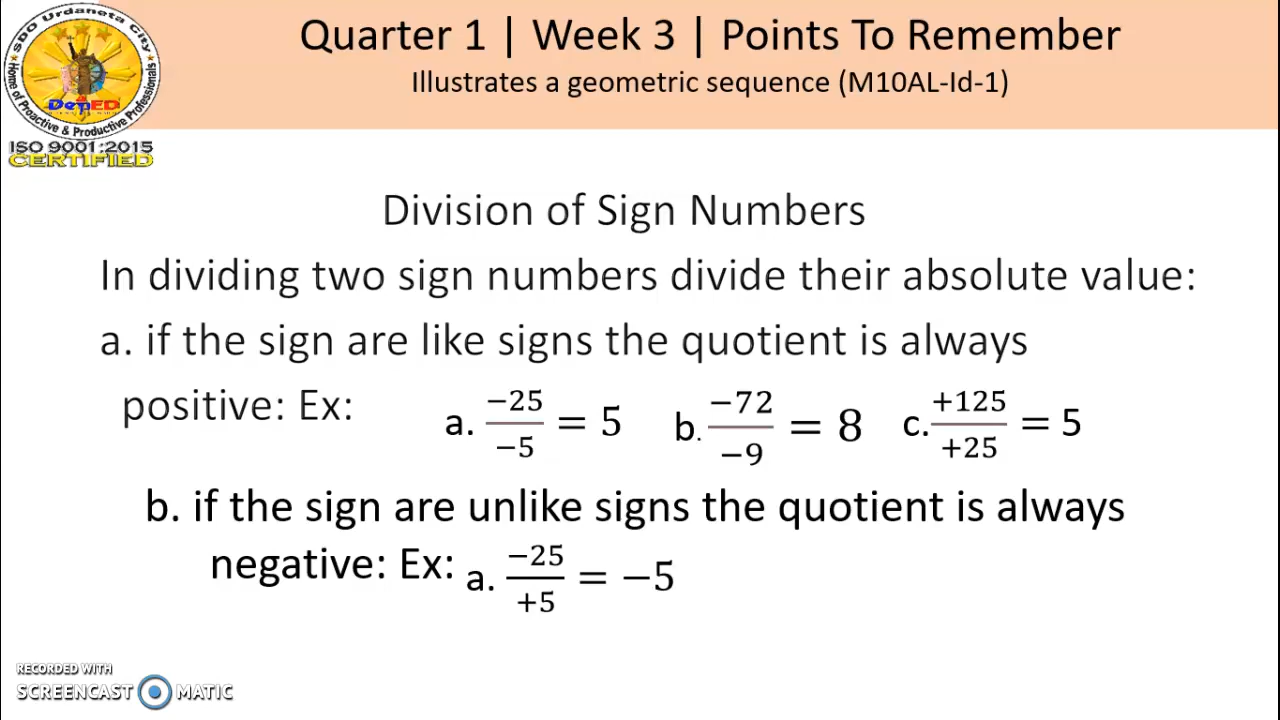 SDO Urdaneta City
Home of Proactive & Productive Professionals
DepED
ISO 9001:2015
CERTIFIED
Quarter 1 | Week 3 | Points To Remember
Illustrates a geometric sequence (M10AL-Id-1)
Division of Sign Numbers
In dividing two sign numbers divide their absolute value:
a. if the sign are like signs the quotient is always
positive: Ex: a. −25/−5 = 5 b. −72/−9 = 8 c. +125/+25 = 5
b. if the sign are unlike signs the quotient is always
negative: Ex: a. −25/+5 = −5
RECORDED WITH
SCREENCAST MATIC